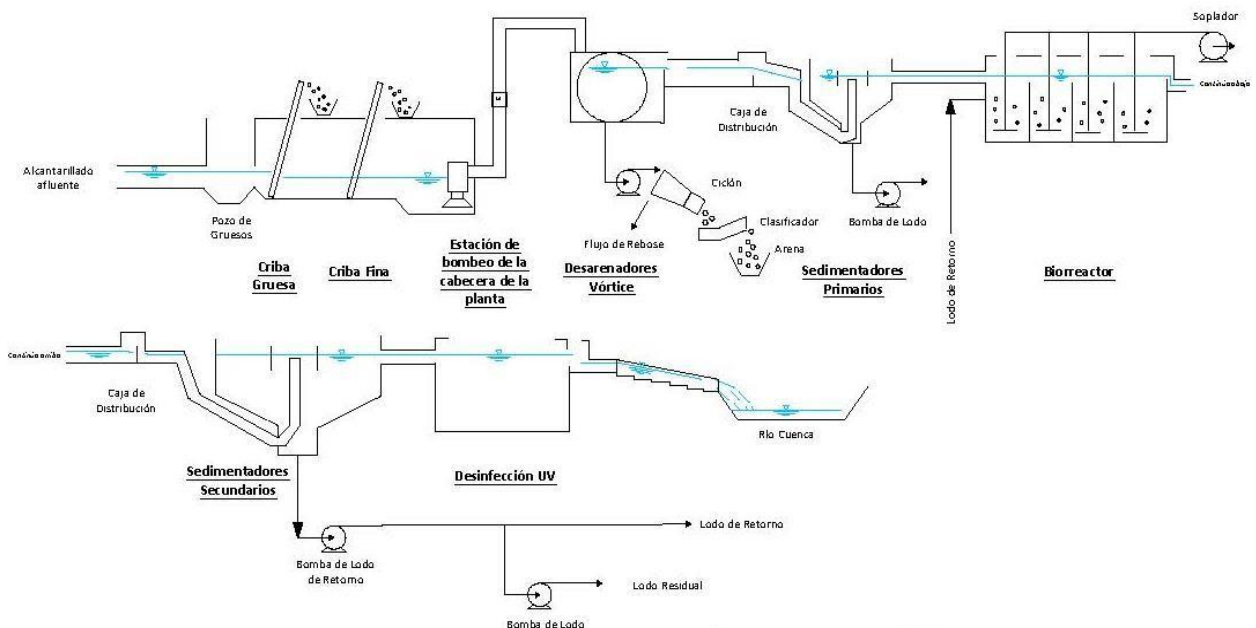 Soplador
Continúa abajo
Alcantarillado
afluente
Pozo de
Gruesos
Criba
Gruesa
Criba Fina
Estación de
bombeo de la
cabecera de la
planta
Ciclón
Clasificador
Flujo de Rebose
Arena
Desarenadores
Vórtice
Caja de
Distribución
Bomba de Lodo
Sedimentadores
Primarios
Lodo de Retorno
Biorreactor
Caja de
Distribución
Sedimentadores
Secundarios
Desinfección UV
Río Cuenca
Bomba de Lodo
de Retorno
Lodo de Retorno
Lodo Residual
Bomba de Lodo